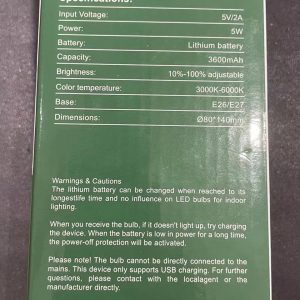 Specifications:
Input Voltage: 5V/2A
Power: 5W
Battery: Lithium battery
Capacity: 3600mAh
Brightness: 10%-100% adjustable
Color temperature: 3000K-6000K
Base: E26/E27
Dimensions: Ø80*140mm
Warnings & Cautions
The lithium battery can be changed when reached to its
longestlife time and no influence on LED bulbs for indoor
lighting.
When you receive the bulb, if it doesn't light up, try charging
the device. When the battery is low in power for a long time,
the power-off protection will be activated.
Please note! The bulb cannot be directly connected to the
mains. This device only supports USB charging. For further
questions, please contact with the localagent or the
manufacturer directly.